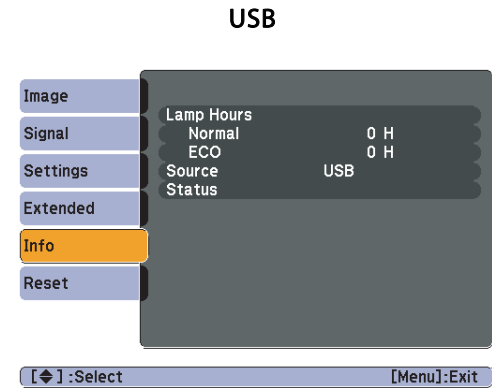 USB
Image
Signal
Settings
Extended
Info
Reset
Lamp Hours
Normal 0 H
ECO 0 H
Source USB
Status
[◆] :Select [Menu]:Exit